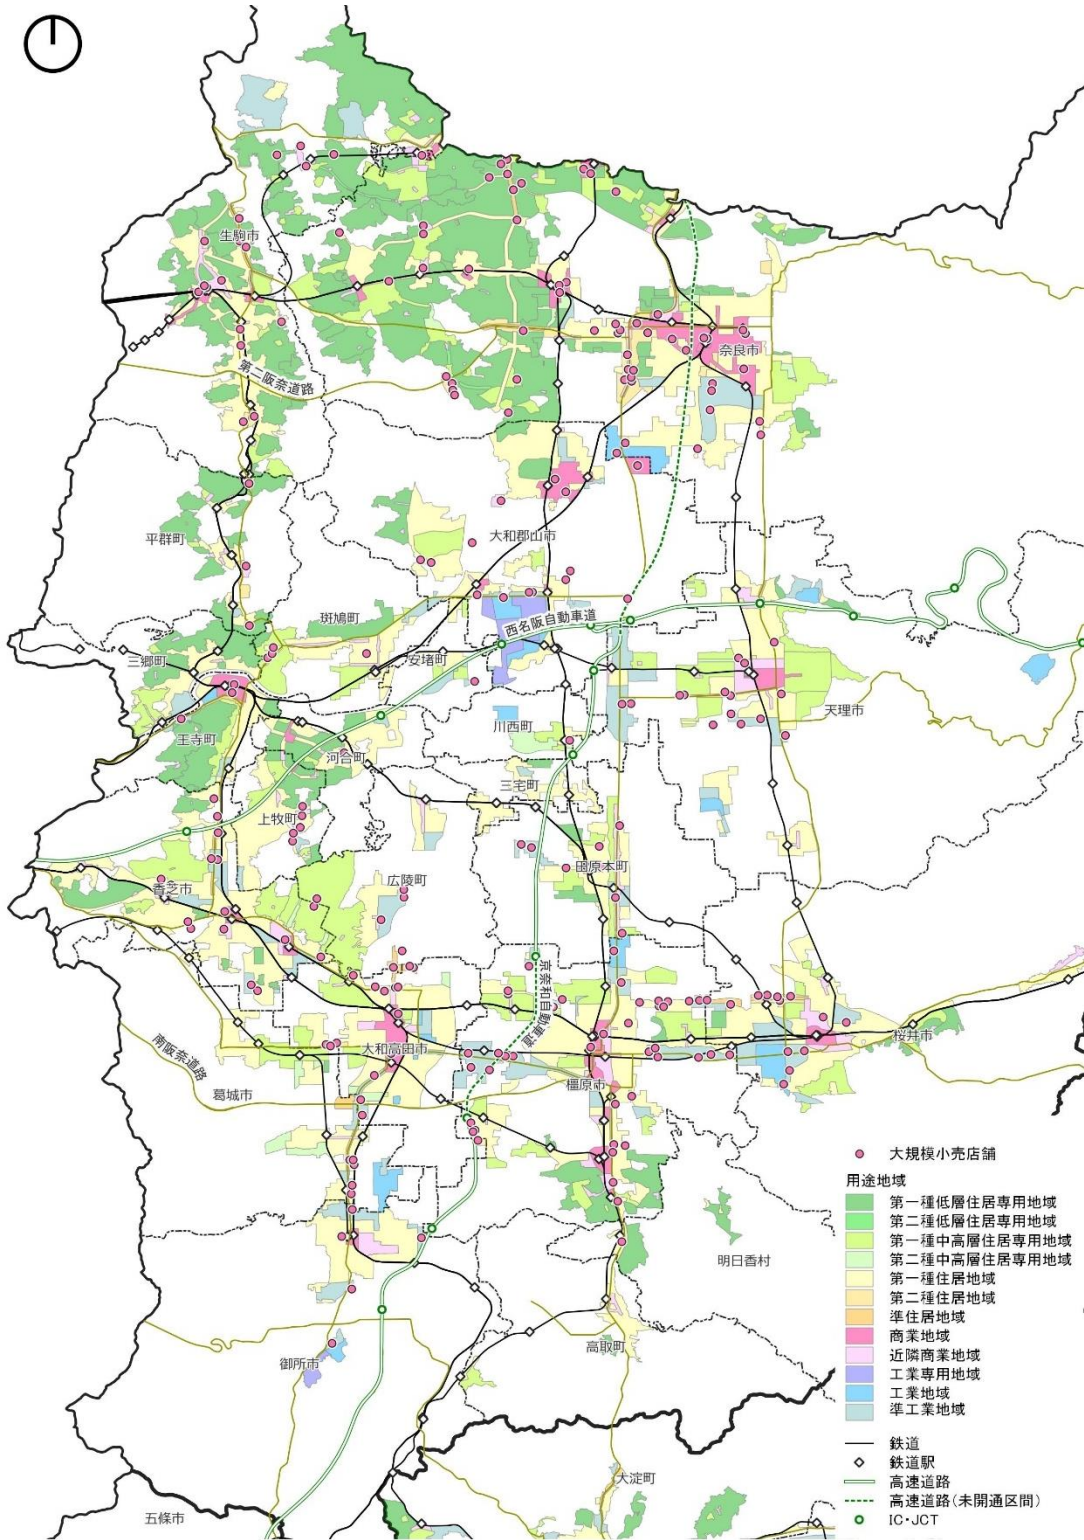 生駒市
奈良市
第二阪奈道路
平群町
大和郡山市
斑鳩町
西名阪自動車道
三郷町
安堵町
天理市
王寺町
川西町
河合町
三宅町
上牧町
香芝市
広陵町
田原本町
京奈和自動車道
桜井市
南阪奈道路
大和高田市
葛城市
橿原市
大規模小売店舗
用途地域
第一種低層住居専用地域
第二種低層住居専用地域
第一種中高層住居専用地域
第二種中高層住居専用地域
第一種住居地域
第二種住居地域
準住居地域
商業地域
近隣商業地域
工業専用地域
工業地域
準工業地域
明日香村
高取町
御所市
鉄道
鉄道駅
高速道路
高速道路(未開通区間)
IC・JCT
大淀町
五條市